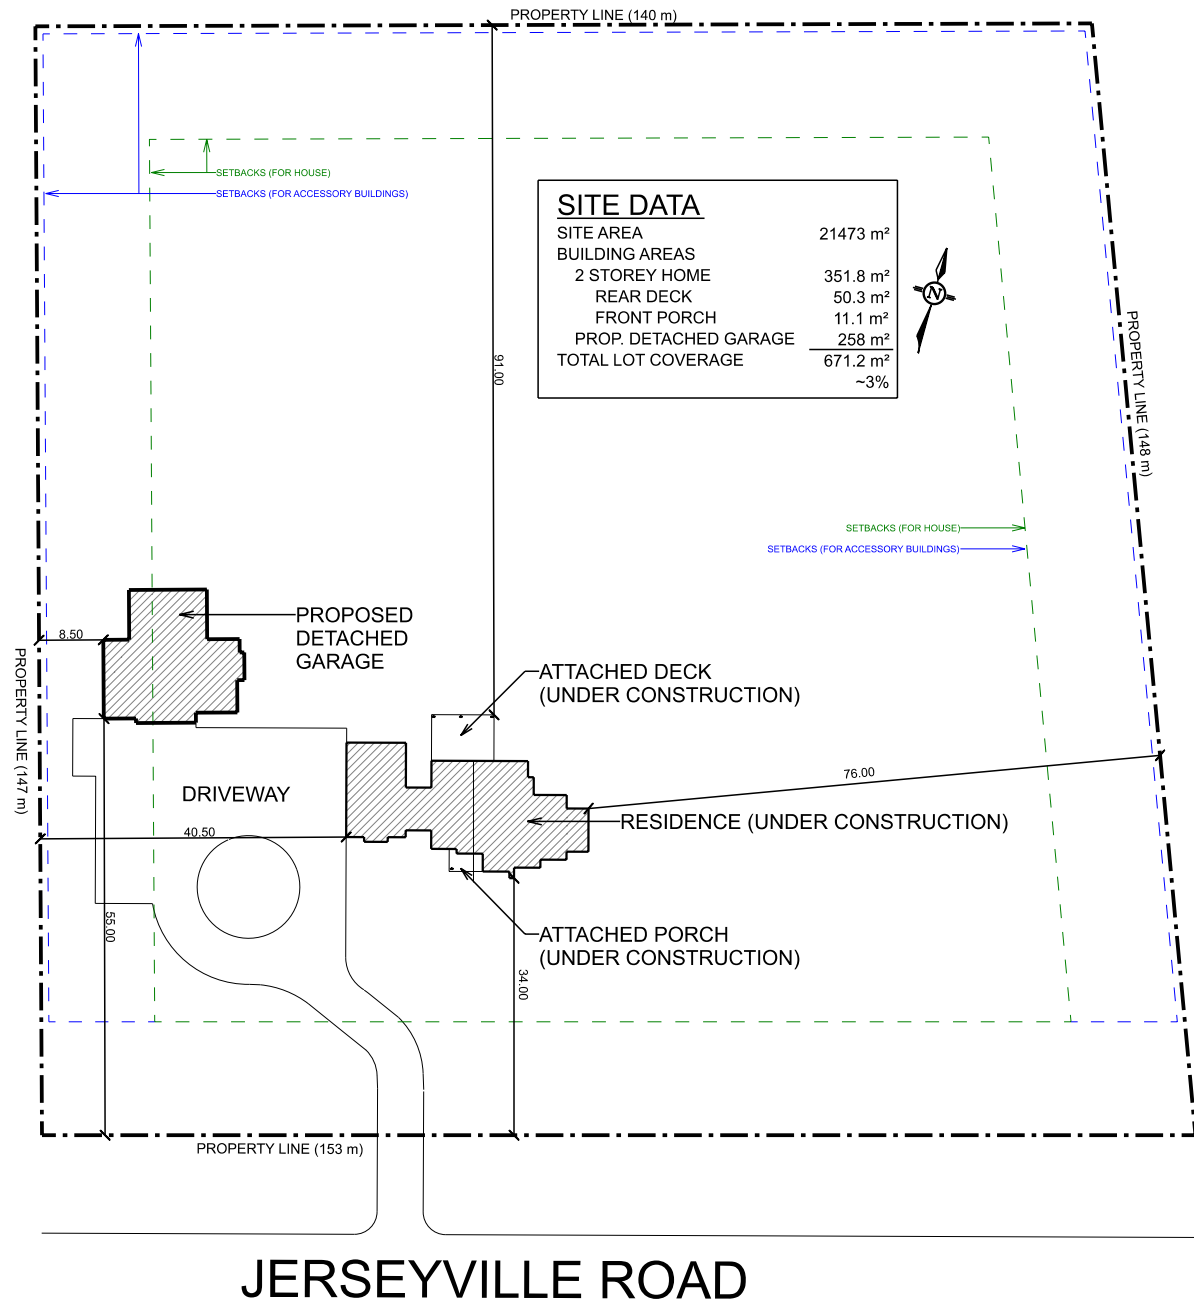 PROPERTY LINE (140 m)
SETBACKS (FOR HOUSE)
SETBACKS (FOR ACCESSORY BUILDINGS)
SITE DATA
SITE AREA 21473 m²
BUILDING AREAS
2 STOREY HOME 351.8 m²
REAR DECK 50.3 m²
FRONT PORCH 11.1 m²
PROP. DETACHED GARAGE 258 m²
TOTAL LOT COVERAGE 671.2 m²
~3%
N
91.00
PROPERTY LINE (148 m)
SETBACKS (FOR HOUSE)
SETBACKS (FOR ACCESSORY BUILDINGS)
PROPOSED
DETACHED
GARAGE
8.50
PROPERTY LINE (147 m)
ATTACHED DECK
(UNDER CONSTRUCTION)
76.00
DRIVEWAY
RESIDENCE (UNDER CONSTRUCTION)
40.50
55.00
ATTACHED PORCH
(UNDER CONSTRUCTION)
34.00
PROPERTY LINE (153 m)
JERSEYVILLE ROAD